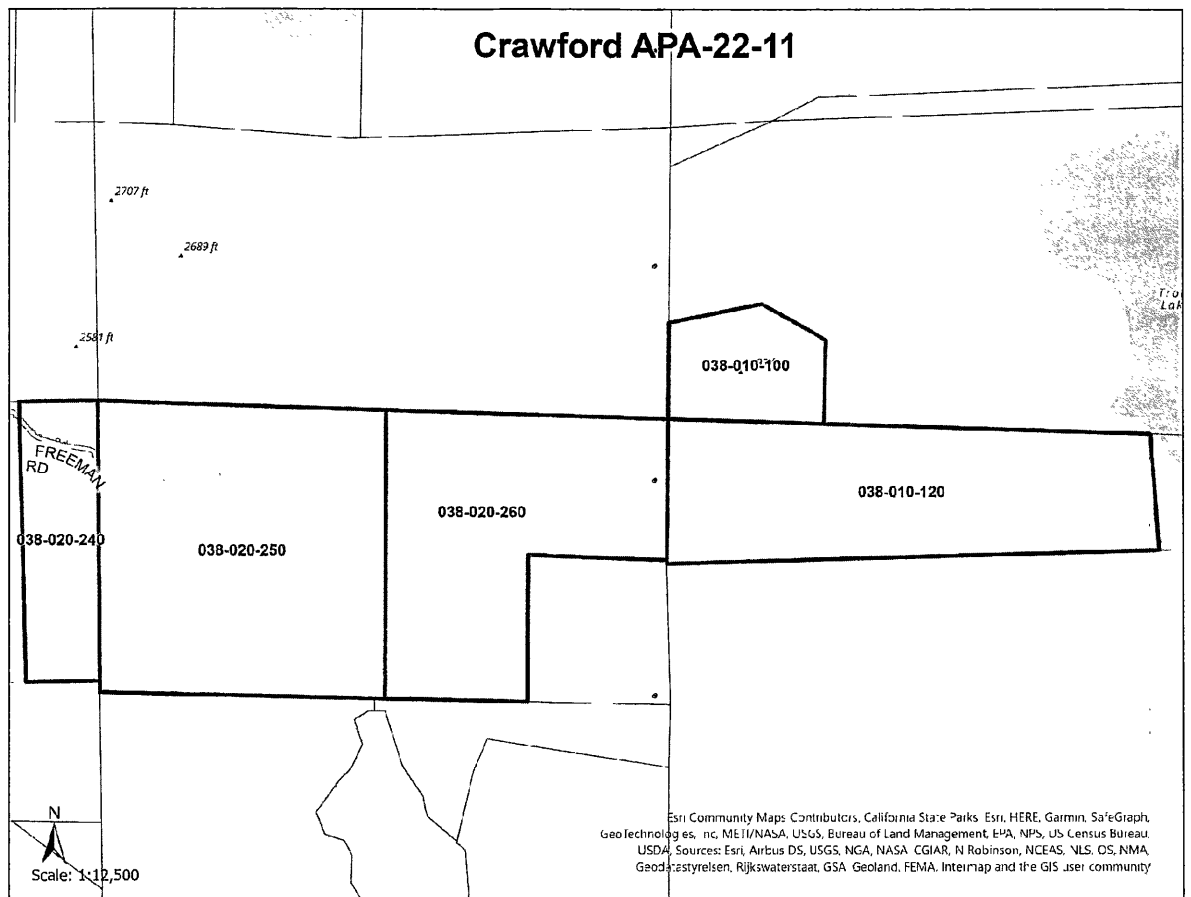 Crawford APA-22-11
2707 ft
2689 ft
2581 ft
Lak
038-010-100
FREEMAN
RD
038-010-120
038-020-260
038-020-240
038-020-250
N
Scale: 1:12,500
Esri Community Maps Contributors, California State Parks, Esri, HERE, Garmin, SafeGraph,
GeoTechnologies, Inc, METI/NASA, USGS, Bureau of Land Management, EPA, NPS, US Census Bureau,
USDA, Sources: Esri, Airbus DS, USGS, NGA, NASA, CGIAR, N Robinson, NCEAS, NLS, OS, NMA,
Geodatastyrelsen, Rijkswaterstaat, GSA, Geoland, FEMA, Intermap and the GIS user community